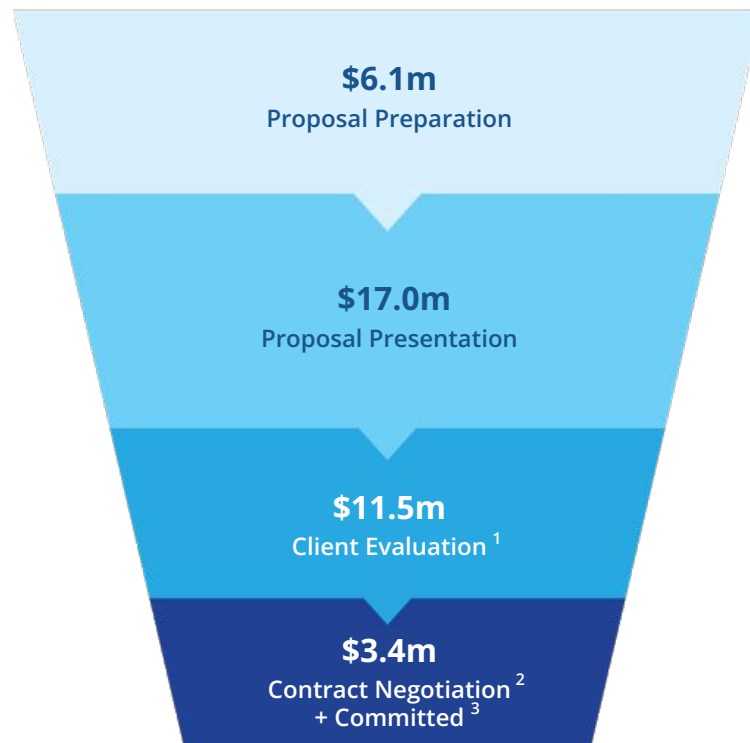 $6.1m
Proposal Preparation
$17.0m
Proposal Presentation
$11.5m
Client Evaluation 1
$3.4m
Contract Negotiation 2
+ Committed 3